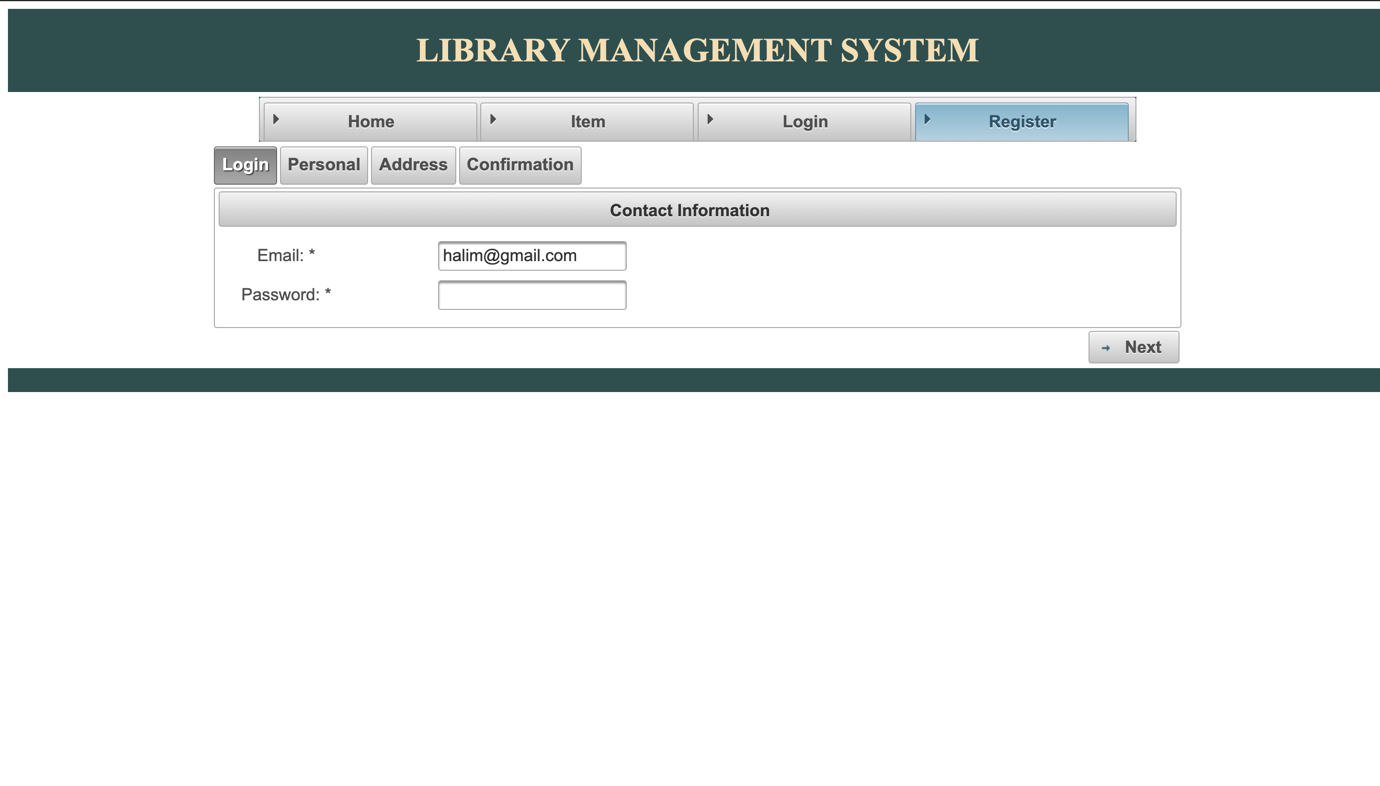 LIBRARY MANAGEMENT SYSTEM
Home Item Login Register
Login Personal Address Confirmation
Contact Information
Email: * halim@gmail.com
Password: *
Next